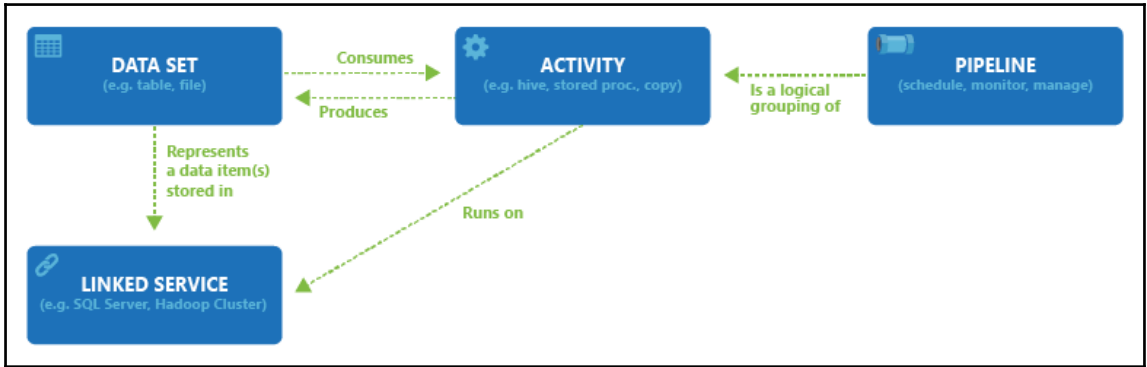 DATA SET
(e.g. table, file)
Consumes
Produces
ACTIVITY
(e.g. hive, stored proc., copy)
Is a logical
grouping of
PIPELINE
(schedule, monitor, manage)
Represents
a data item(s)
stored in
Runs on
LINKED SERVICE
(e.g. SQL Server, Hadoop Cluster)